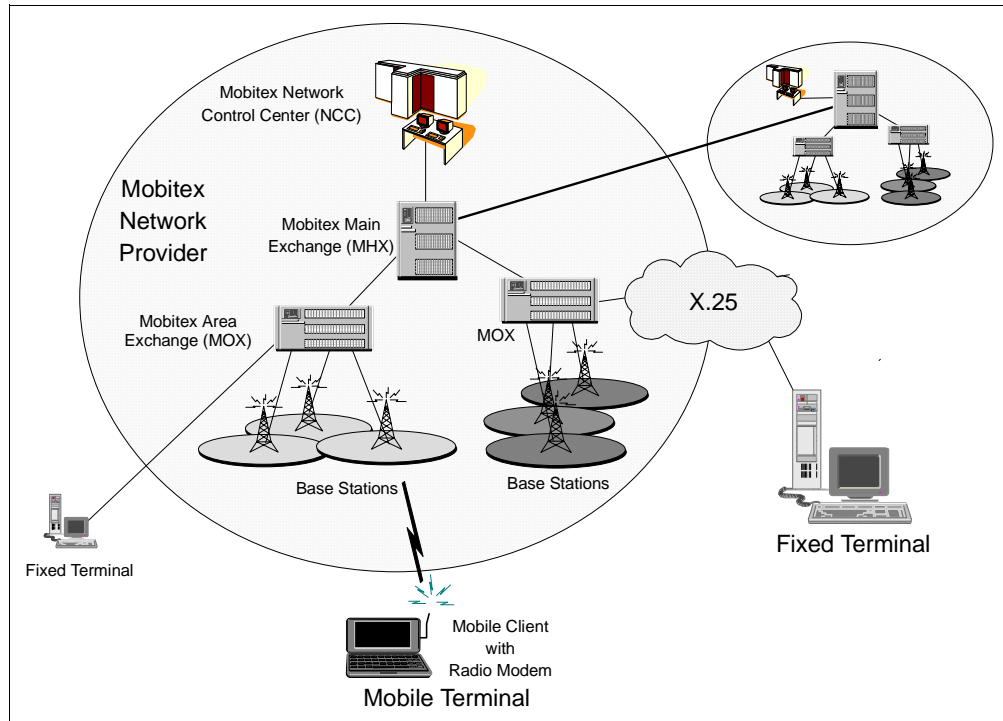 Mobitex Network
Control Center (NCC)
Mobitex
Network
Provider
Mobitex Main
Exchange (MHX)
X.25
Mobitex Area
Exchange (MOX)
MOX
Base Stations
Base Stations
Fixed Terminal
Fixed Terminal
Mobile Client
with
Radio Modem
Mobile Terminal